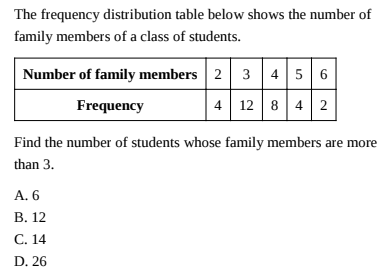 The frequency distribution table below shows the number of
family members of a class of students.
Number of family members 2 3 4 5 6
Frequency 4 12 8 4 2
Find the number of students whose family members are more
than 3.
A. 6
B. 12
C. 14
D. 26